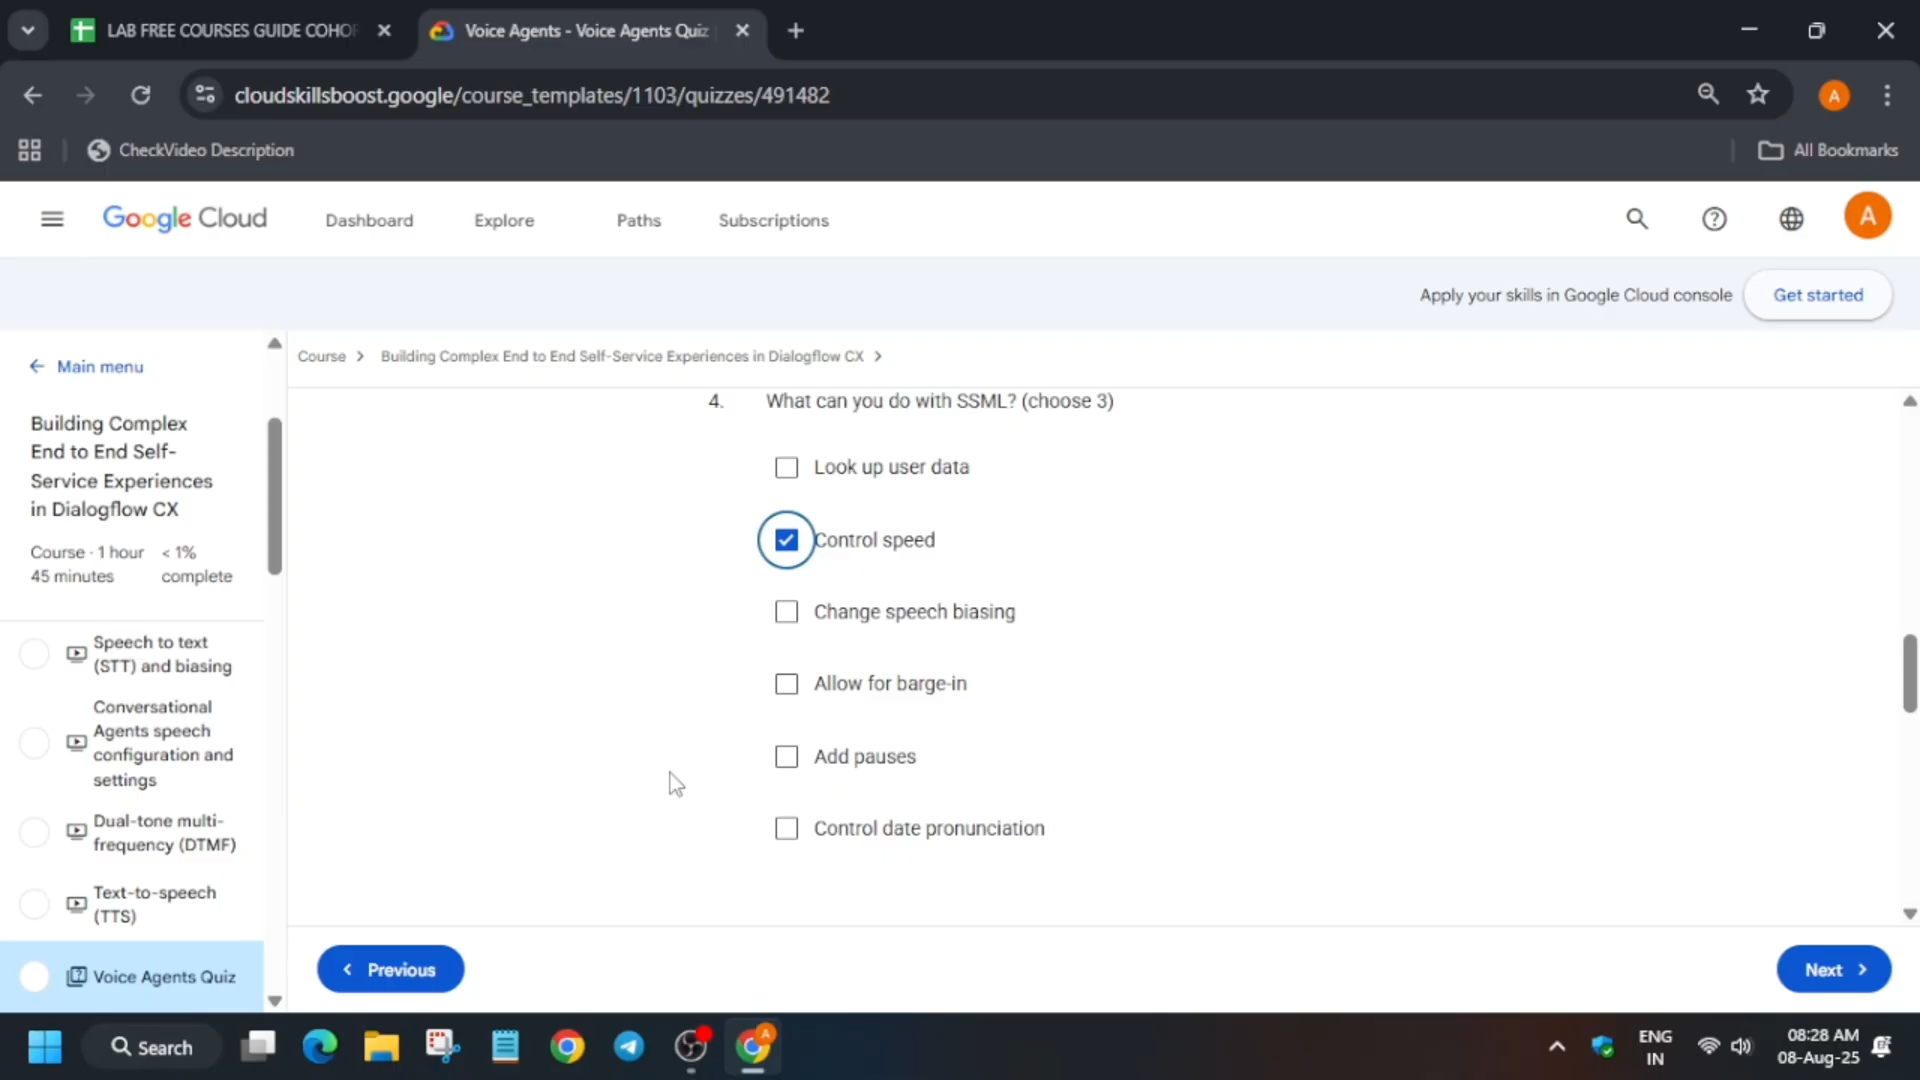 LAB FREE COURSES GUIDE COHOR
Voice Agents - Voice Agents Quiz
cloudskillsboost.google/course_templates/1103/quizzes/491482
A
CheckVideo Description
All Bookmarks
Google Cloud
Dashboard
Explore
Paths
Subscriptions
A
Apply your skills in Google Cloud console
Get started
Main menu
Building Complex
End to End Self-
Service Experiences
in Dialogflow CX
Course · 1 hour
45 minutes
< 1%
complete
Speech to text
(STT) and biasing
Conversational
Agents speech
configuration and
settings
Dual-tone multi-
frequency (DTMF)
Text-to-speech
(TTS)
Voice Agents Quiz
Course > Building Complex End to End Self-Service Experiences in Dialogflow CX >
4. What can you do with SSML? (choose 3)
Look up user data
Control speed
Change speech biasing
Allow for barge-in
Add pauses
Control date pronunciation
Previous
Next
Search
A
ENG
IN
08:28 AM
08-Aug-25